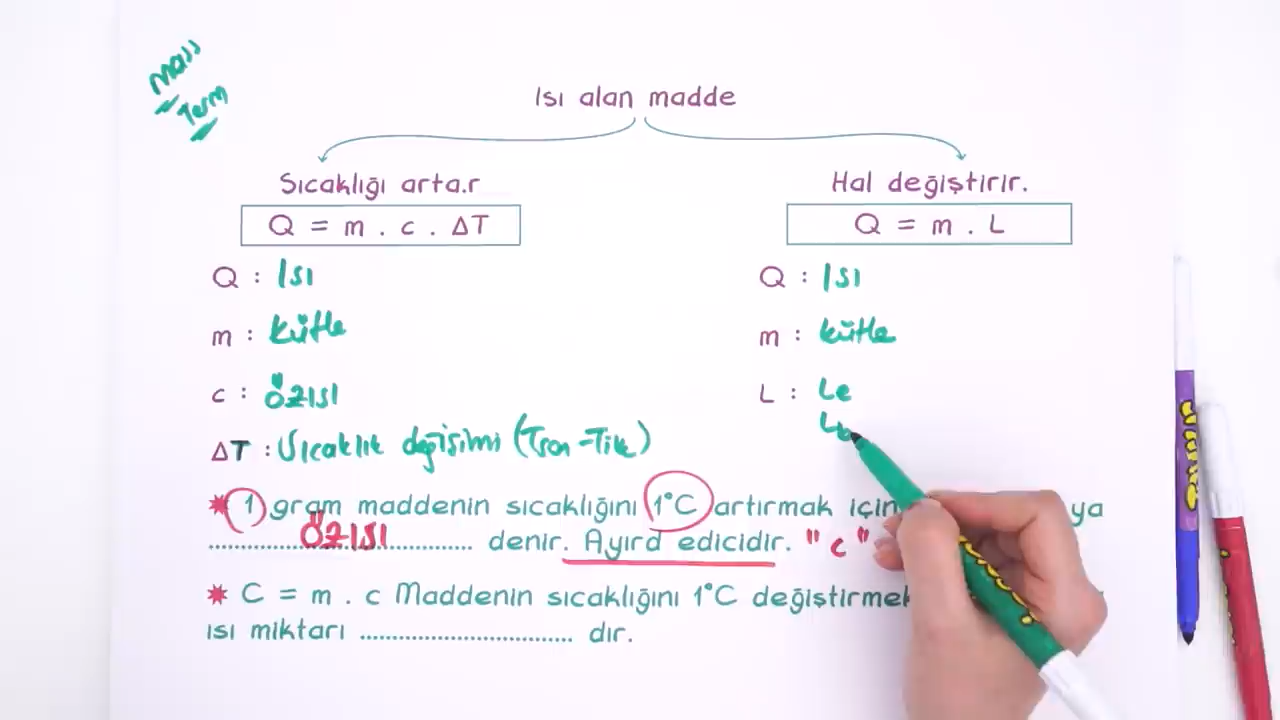 mass
Term
Isı alan madde
Sıcaklığı artar
Q = m . c . ΔT
Q : Isı
m : kütle
c : özısı
ΔT : Sıcaklık değişimi (Tson-Tilk)
Hal değiştirir.
Q = m . L
Q : Isı
m : kütle
L : Le
Lb
* 1 gram maddenin sıcaklığını 1°C artırmak için ya
özısı denir. Ayırd edicidir. "c"
* C = m . c Maddenin sıcaklığını 1°C
ısı miktarı .................................. dır.